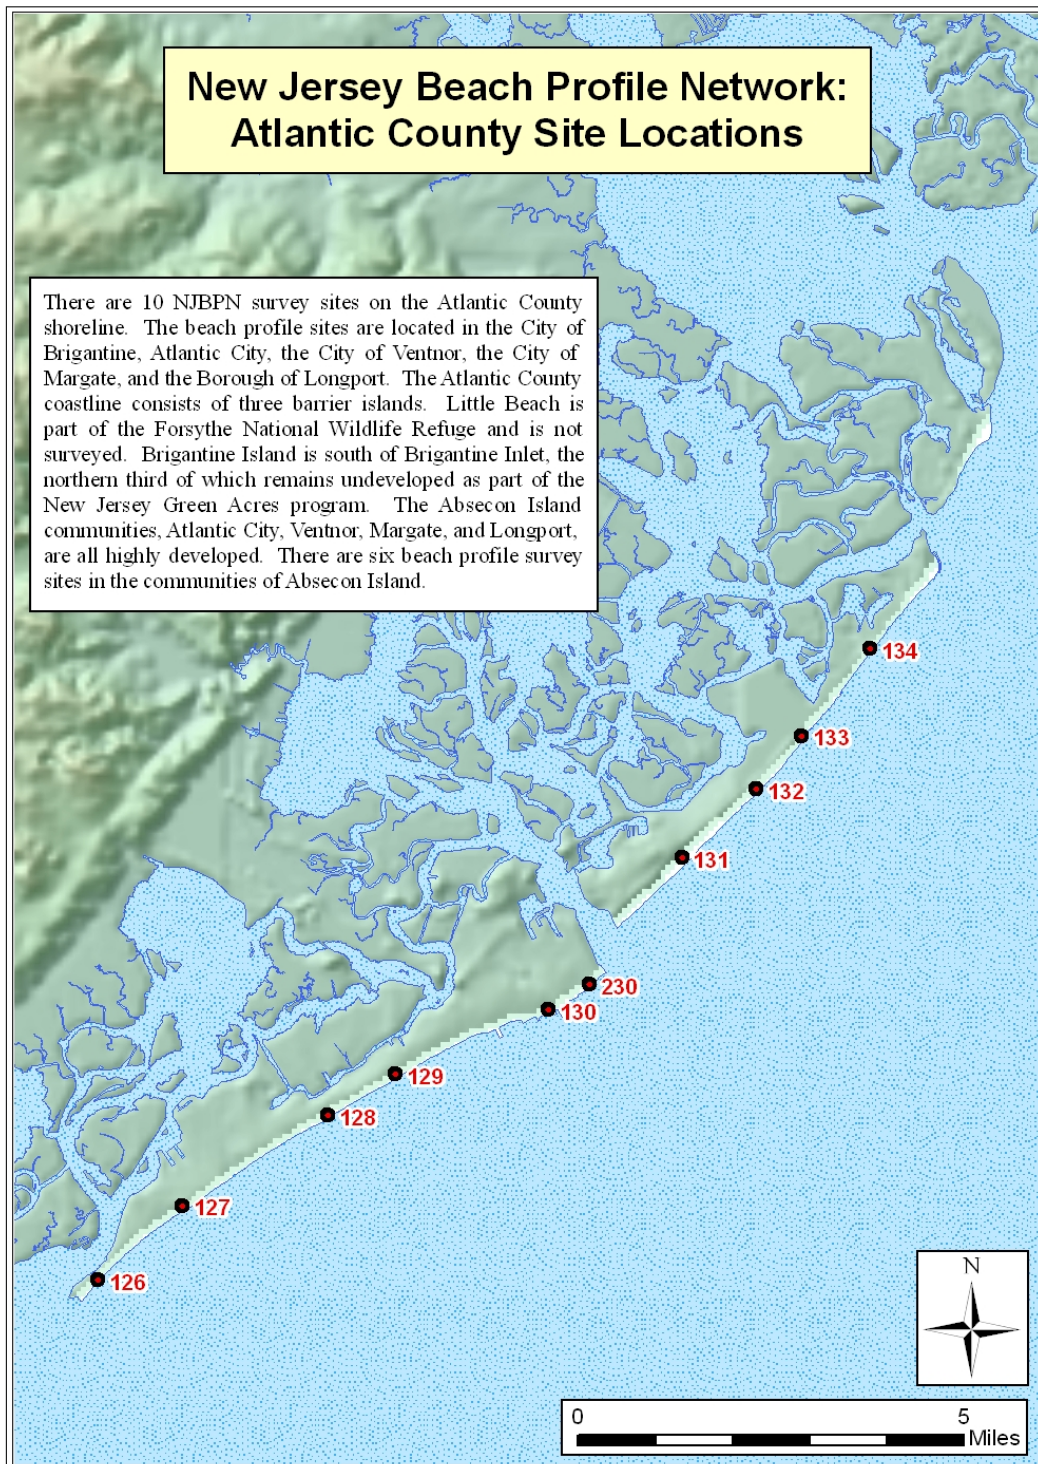 New Jersey Beach Profile Network:
Atlantic County Site Locations
There are 10 NJBPN survey sites on the Atlantic County
shoreline. The beach profile sites are located in the City of
Brigantine, Atlantic City, the City of Ventnor, the City of
Margate, and the Borough of Longport. The Atlantic County
coastline consists of three barrier islands. Little Beach is
part of the Forsythe National Wildlife Refuge and is not
surveyed. Brigantine Island is south of Brigantine Inlet, the
northern third of which remains undeveloped as part of the
New Jersey Green Acres program. The Absecon Island
communities, Atlantic City, Ventnor, Margate, and Longport,
are all highly developed. There are six beach profile survey
sites in the communities of Absecon Island.
134
133
132
131
230
130
129
128
127
126
N
0 5
Miles